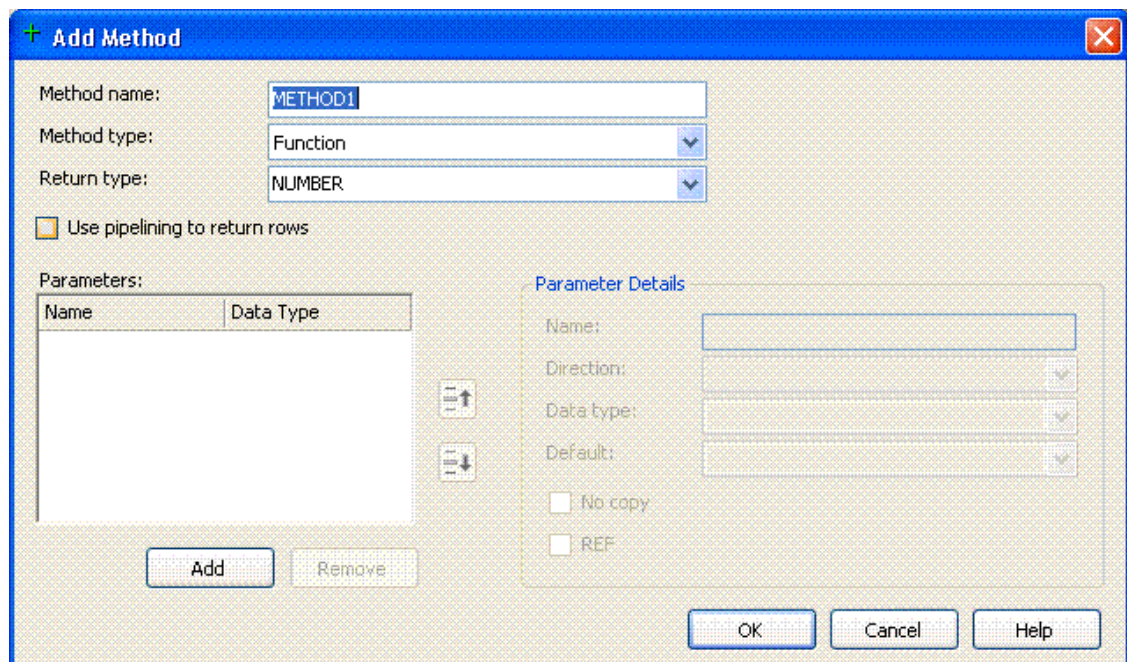 Add Method
Method name: METHOD1
Method type: Function
Return type: NUMBER
Use pipelining to return rows
Parameters:
Name Data Type
Add Remove
Parameter Details
Name:
Direction:
Data type:
Default:
No copy
REF
OK Cancel Help